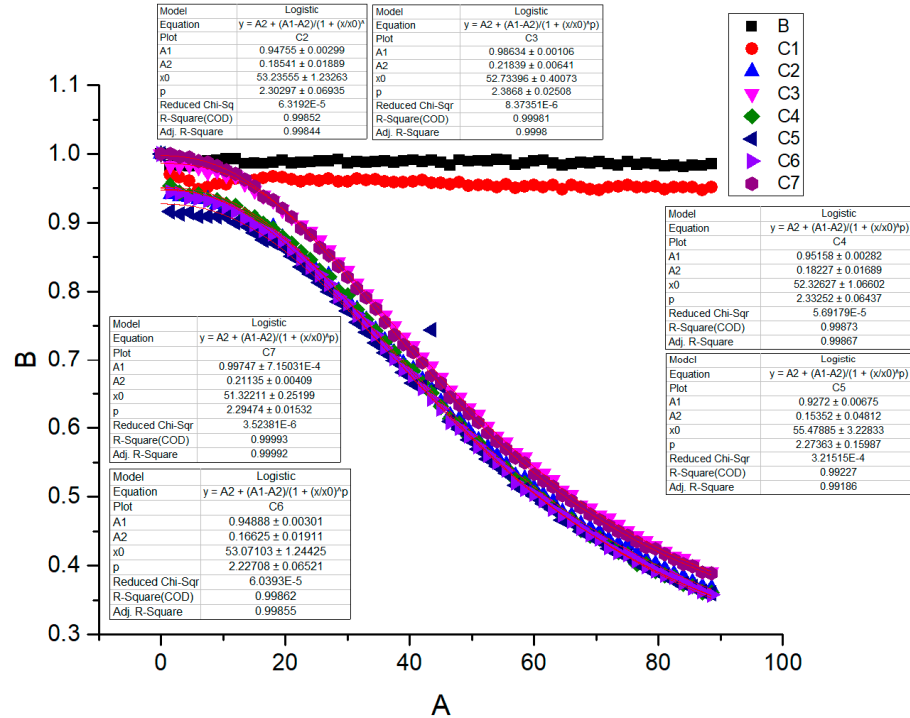 Model Logistic
Equation y = A2 + (A1-A2)/(1 + (x/x0)^
Plot C2
A1 0.94755 ± 0.00299
A2 0.18541 ± 0.01889
x0 53.23555 ± 1.23263
p 2.30297 ± 0.06935
Reduced Chi-Sq 6.3192E-5
R-Square(COD) 0.99852
Adj. R-Square 0.99844
Model Logistic
Equation y = A2 + (A1-A2)/(1 + (x/x0)^p)
Plot C3
A1 0.98634 ± 0.00106
A2 0.21839 ± 0.00641
x0 52.73396 ± 0.40073
p 2.3868 ± 0.02508
Reduced Chi-Sqr 8.37351E-6
R-Square(COD) 0.99981
Adj. R-Square 0.9998
B
C1
C2
C3
C4
C5
C6
C7
Model Logistic
Equation y = A2 + (A1-A2)/(1 + (x/x0)^p)
Plot C4
A1 0.95158 ± 0.00282
A2 0.18227 ± 0.01689
x0 52.32627 ± 1.06602
p 2.33252 ± 0.06437
Reduced Chi-Sqr 5.69179E-5
R-Square(COD) 0.99873
Adj. R-Square 0.99867
Model Logistic
Equation y = A2 + (A1-A2)/(1 + (x/x0)^p)
Plot C5
A1 0.9272 ± 0.00675
A2 0.15352 ± 0.04812
x0 55.47885 ± 3.22833
p 2.27363 ± 0.15987
Reduced Chi-Sqr 3.21515E-4
R-Square(COD) 0.99227
Adj. R-Square 0.99186
Model Logistic
Equation y = A2 + (A1-A2)/(1 + (x/x0)^p)
Plot C7
A1 0.99747 ± 7.15031E-4
A2 0.21135 ± 0.00409
x0 51.32211 ± 0.25199
p 2.29474 ± 0.01532
Reduced Chi-Sqr 3.52381E-6
R-Square(COD) 0.99993
Adj. R-Square 0.99992
Model Logistic
Equation y = A2 + (A1-A2)/(1 + (x/x0)^p
Plot C6
A1 0.94888 ± 0.00301
A2 0.16625 ± 0.01911
x0 53.07103 ± 1.24425
p 2.22708 ± 0.06521
Reduced Chi-Sqr 6.0393E-5
R-Square(COD) 0.99862
Adj. R-Square 0.99855
1.1
1.0
0.9
0.8
0.7
0.6
0.5
0.4
0.3
B
0 20 40 60 80 100
A